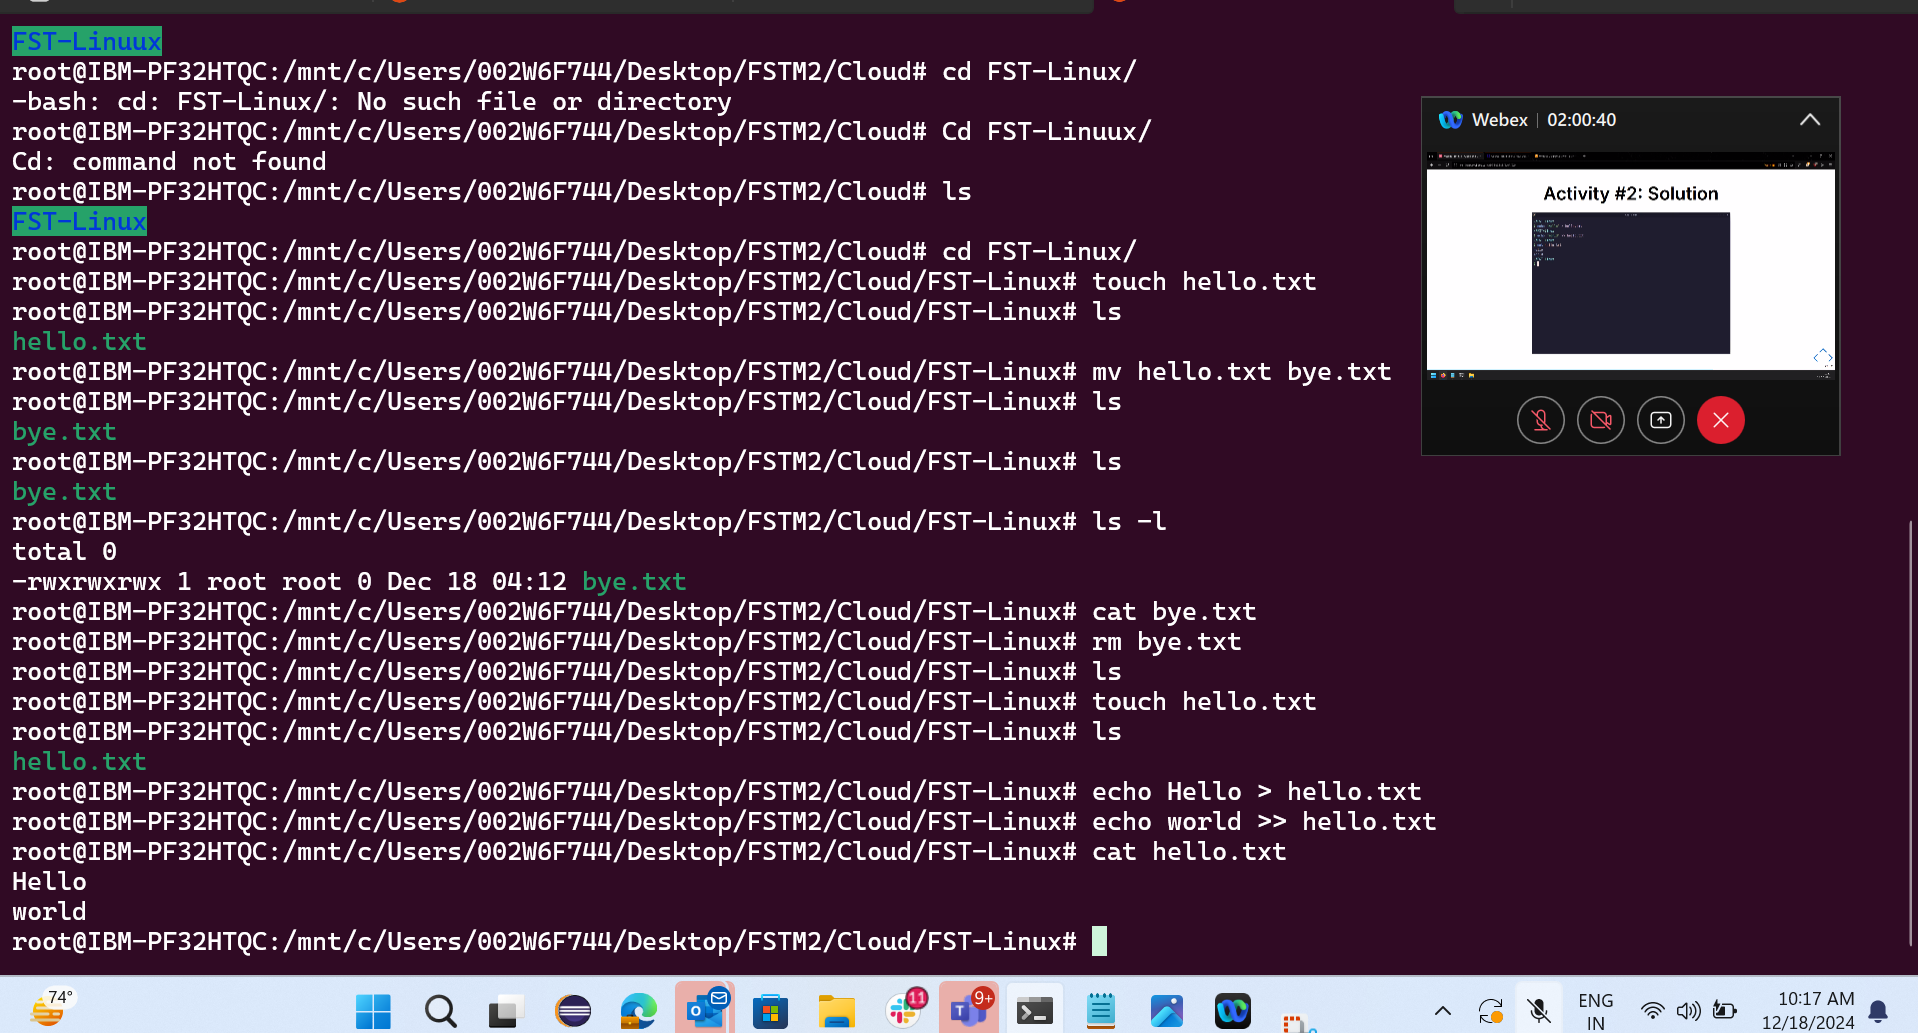 FST-Linuux
root@IBM-PF32HTQC:/mnt/c/Users/002W6F744/Desktop/FSTM2/Cloud# cd FST-Linux/
-bash: cd: FST-Linux/: No such file or directory
root@IBM-PF32HTQC:/mnt/c/Users/002W6F744/Desktop/FSTM2/Cloud# Cd FST-Linuux/
Cd: command not found
root@IBM-PF32HTQC:/mnt/c/Users/002W6F744/Desktop/FSTM2/Cloud# ls
FST-Linux
root@IBM-PF32HTQC:/mnt/c/Users/002W6F744/Desktop/FSTM2/Cloud# cd FST-Linux/
root@IBM-PF32HTQC:/mnt/c/Users/002W6F744/Desktop/FSTM2/Cloud/FST-Linux# touch hello.txt
root@IBM-PF32HTQC:/mnt/c/Users/002W6F744/Desktop/FSTM2/Cloud/FST-Linux# ls
hello.txt
root@IBM-PF32HTQC:/mnt/c/Users/002W6F744/Desktop/FSTM2/Cloud/FST-Linux# mv hello.txt bye.txt
root@IBM-PF32HTQC:/mnt/c/Users/002W6F744/Desktop/FSTM2/Cloud/FST-Linux# ls
bye.txt
root@IBM-PF32HTQC:/mnt/c/Users/002W6F744/Desktop/FSTM2/Cloud/FST-Linux# ls
bye.txt
root@IBM-PF32HTQC:/mnt/c/Users/002W6F744/Desktop/FSTM2/Cloud/FST-Linux# ls -l
total 0
-rwxrwxrwx 1 root root 0 Dec 18 04:12 bye.txt
root@IBM-PF32HTQC:/mnt/c/Users/002W6F744/Desktop/FSTM2/Cloud/FST-Linux# cat bye.txt
root@IBM-PF32HTQC:/mnt/c/Users/002W6F744/Desktop/FSTM2/Cloud/FST-Linux# rm bye.txt
root@IBM-PF32HTQC:/mnt/c/Users/002W6F744/Desktop/FSTM2/Cloud/FST-Linux# ls
root@IBM-PF32HTQC:/mnt/c/Users/002W6F744/Desktop/FSTM2/Cloud/FST-Linux# touch hello.txt
root@IBM-PF32HTQC:/mnt/c/Users/002W6F744/Desktop/FSTM2/Cloud/FST-Linux# ls
hello.txt
root@IBM-PF32HTQC:/mnt/c/Users/002W6F744/Desktop/FSTM2/Cloud/FST-Linux# echo Hello > hello.txt
root@IBM-PF32HTQC:/mnt/c/Users/002W6F744/Desktop/FSTM2/Cloud/FST-Linux# echo world >> hello.txt
root@IBM-PF32HTQC:/mnt/c/Users/002W6F744/Desktop/FSTM2/Cloud/FST-Linux# cat hello.txt
Hello
world
root@IBM-PF32HTQC:/mnt/c/Users/002W6F744/Desktop/FSTM2/Cloud/FST-Linux#
Webex | 02:00:40
Activity #2: Solution
74°
11
9+
ENG
IN
10:17 AM
12/18/2024